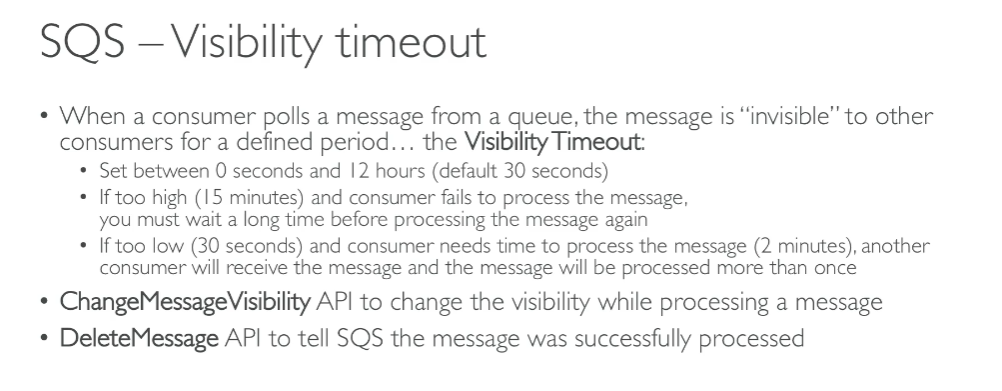 SQS – Visibility timeout
• When a consumer polls a message from a queue, the message is “invisible” to other
consumers for a defined period… the Visibility Timeout:
• Set between 0 seconds and 12 hours (default 30 seconds)
• If too high (15 minutes) and consumer fails to process the message,
you must wait a long time before processing the message again
• If too low (30 seconds) and consumer needs time to process the message (2 minutes), another
consumer will receive the message and the message will be processed more than once
• ChangeMessageVisibility API to change the visibility while processing a message
• DeleteMessage API to tell SQS the message was successfully processed